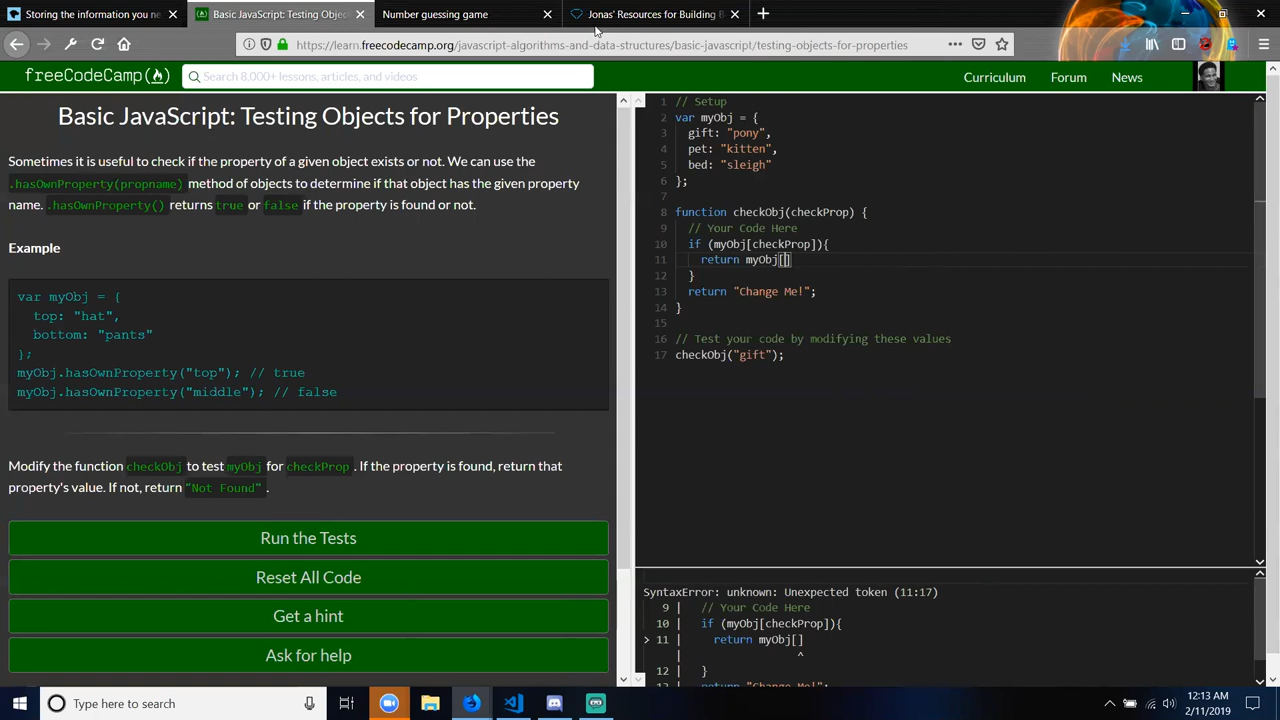 Storing the information you ne
Basic JavaScript: Testing Objec
Number guessing game
Jonas' Resources for Building B
https://learn.freecodecamp.org/javascript-algorithms-and-data-structures/basic-javascript/testing-objects-for-properties
freeCodeCamp
Search 8,000+ lessons, articles, and videos
Curriculum
Forum
News
Basic JavaScript: Testing Objects for Properties
Sometimes it is useful to check if the property of a given object exists or not. We can use the
.hasOwnProperty(propname) method of objects to determine if that object has the given property
name. .hasOwnProperty() returns true or false if the property is found or not.
Example
var myObj = {
top: "hat",
bottom: "pants"
};
myObj.hasOwnProperty("top"); // true
myObj.hasOwnProperty("middle"); // false
Modify the function checkObj to test myObj for checkProp. If the property is found, return that
property's value. If not, return "Not Found".
Run the Tests
Reset All Code
Get a hint
Ask for help
1 // Setup
2 var myObj = {
3 gift: "pony",
4 pet: "kitten",
5 bed: "sleigh"
6 };
7
8 function checkObj(checkProp) {
9 // Your Code Here
10 if (myObj[checkProp]){
11 return myObj[]
12 }
13 return "Change Me!";
14 }
15
16 // Test your code by modifying these values
17 checkObj("gift");
SyntaxError: unknown: Unexpected token (11:17)
9 | // Your Code Here
10 | if (myObj[checkProp]){
> 11 | return myObj[]
| ^
12 | }
13 | return "Change Me!";
Type here to search
12:13 AM
2/11/2019